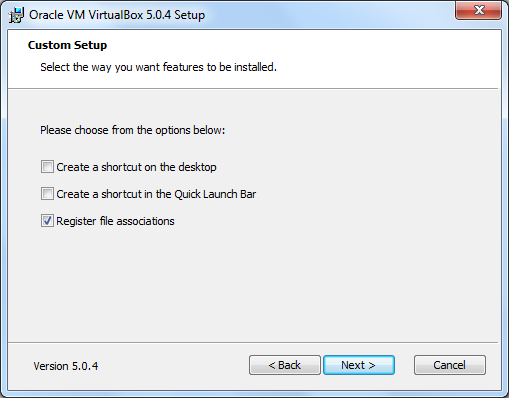 Oracle VM VirtualBox 5.0.4 Setup
Custom Setup
Select the way you want features to be installed.
Please choose from the options below:
Create a shortcut on the desktop
Create a shortcut in the Quick Launch Bar
Register file associations
Version 5.0.4
< Back
Next >
Cancel